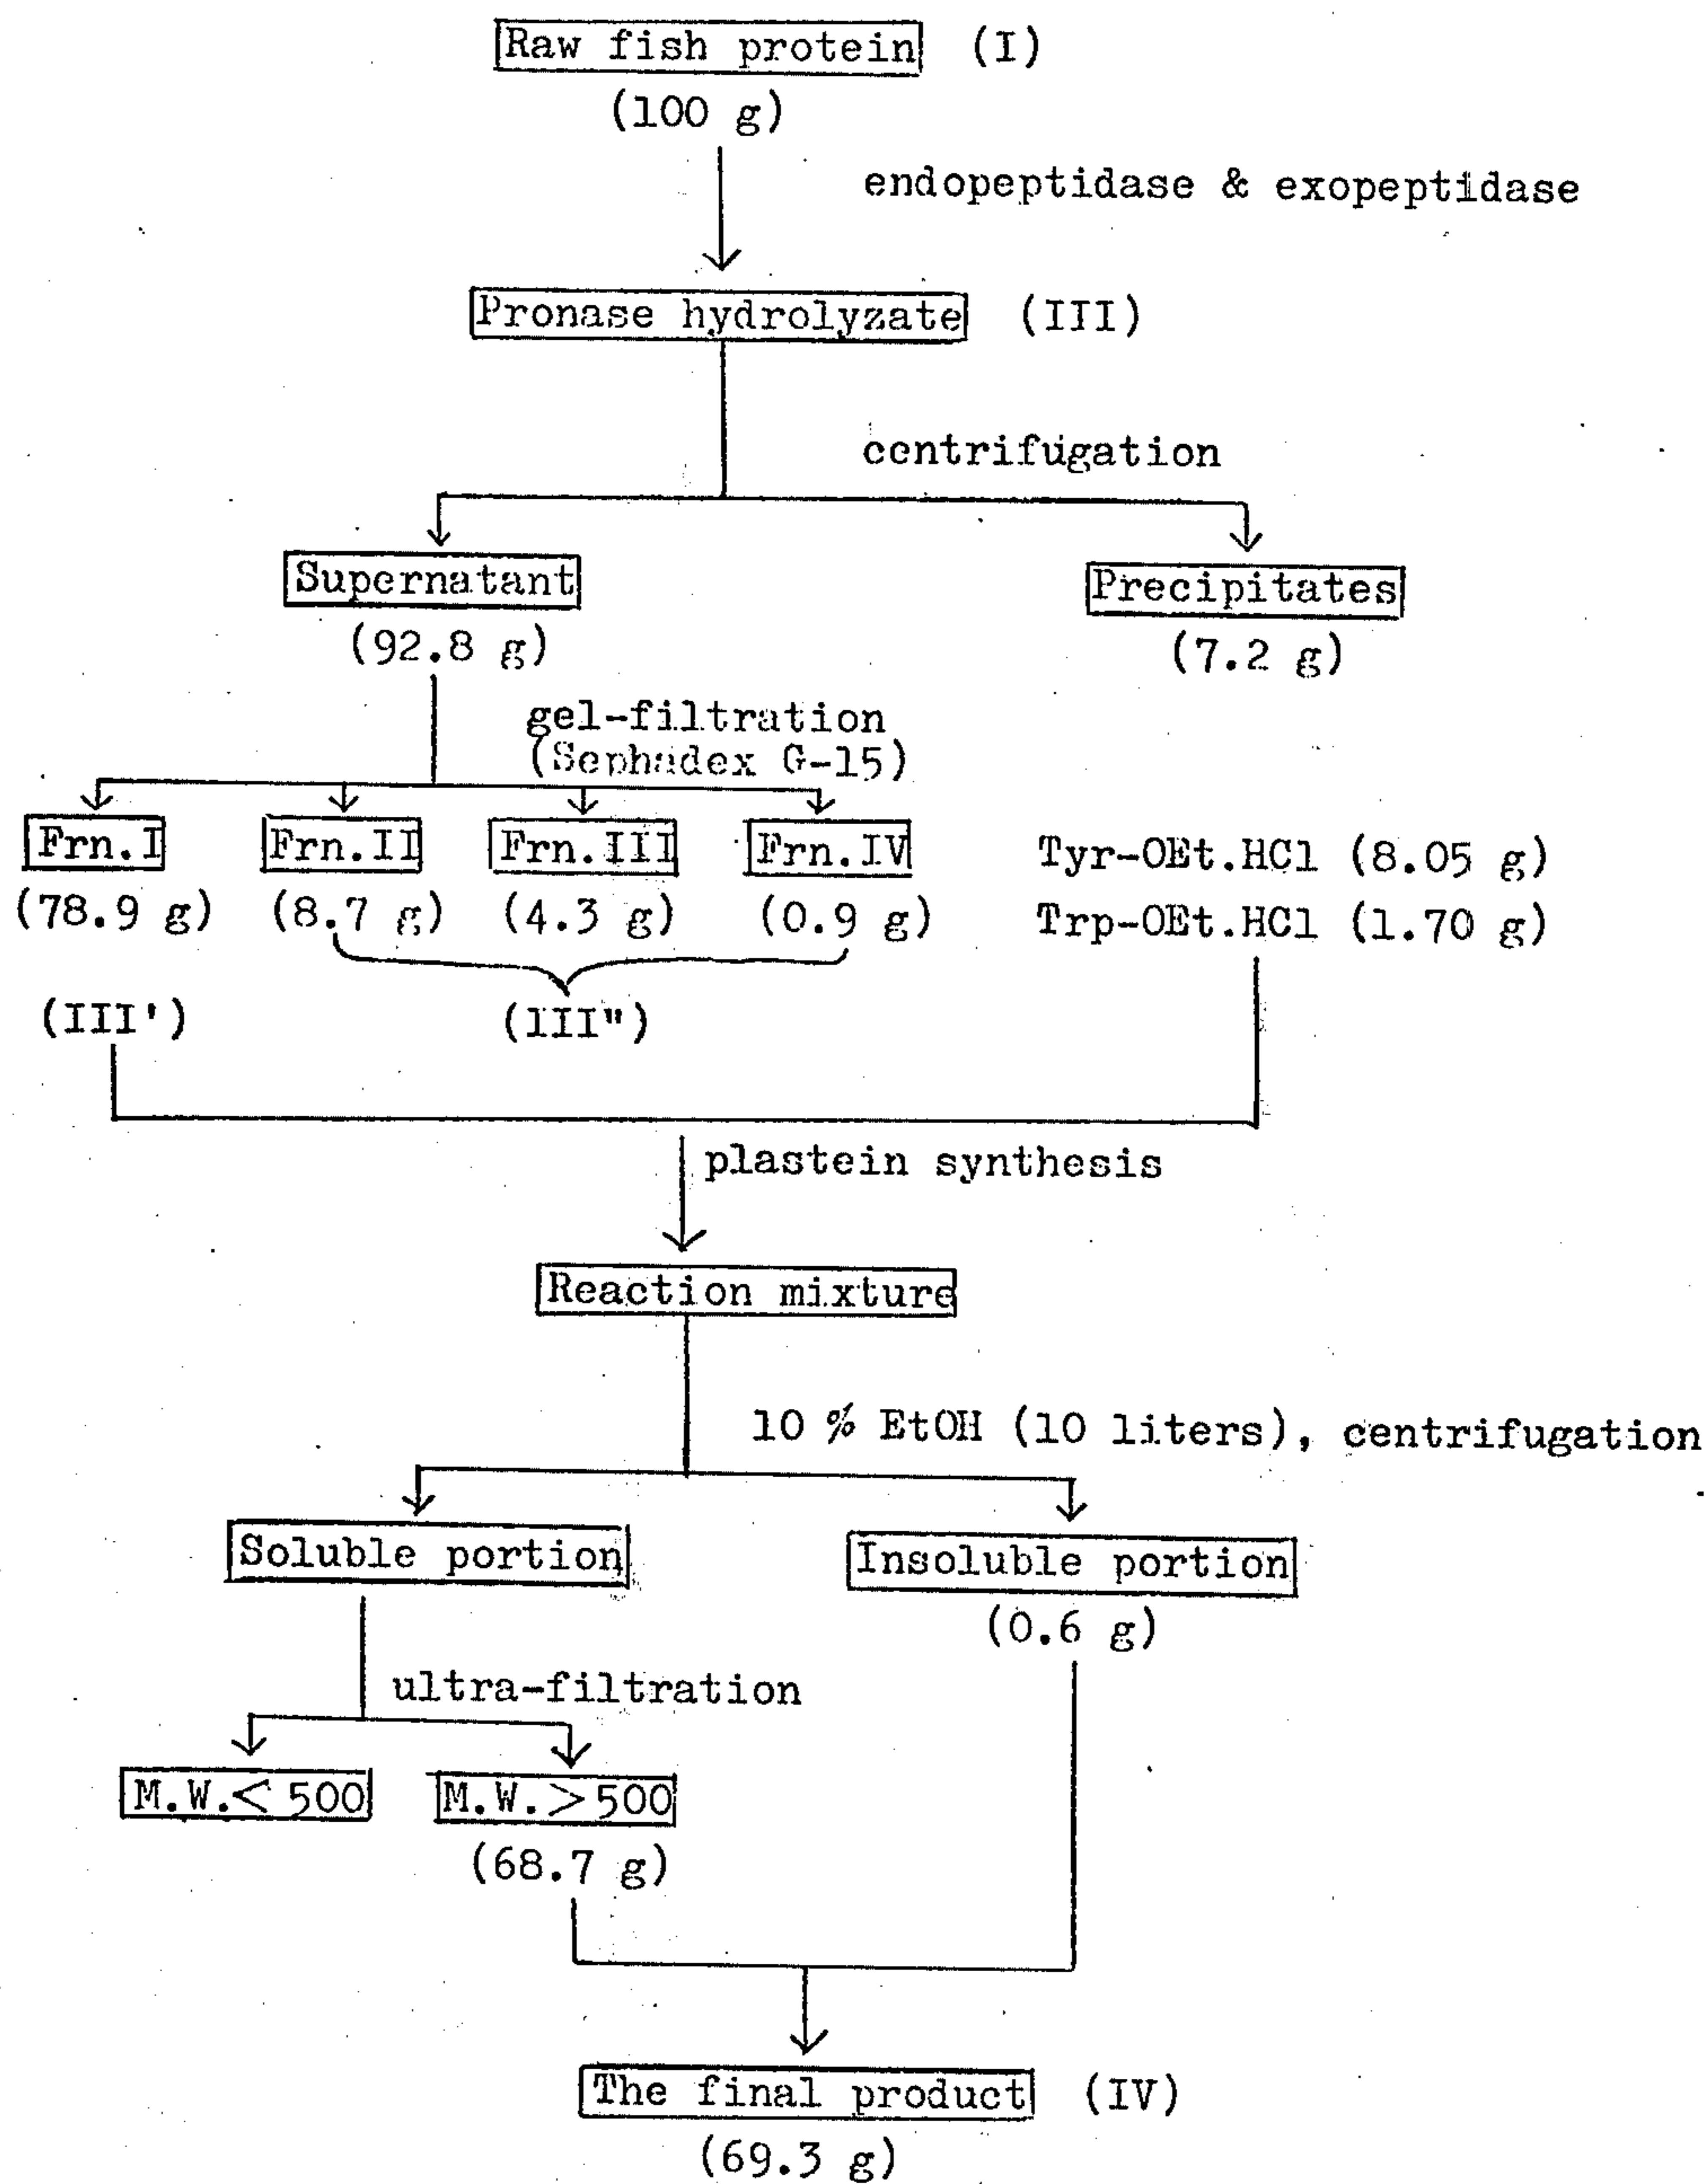 Raw fish protein (I)
(100 g)
endopeptidase & exopeptidase
Pronase hydrolyzate (III)
centrifugation
Supernatant
(92.8 g)
Precipitates
(7.2 g)
gel-filtration
(Sephadex G-15)
Frn.I Frn.II Frn.III Frn.IV
(78.9 g) (8.7 g) (4.3 g) (0.9 g)
Tyr-OEt.HCl (8.05 g)
Trp-OEt.HCl (1.70 g)
(III') (III")
plastein synthesis
Reaction mixture
10 % EtOH (10 liters), centrifugation
Soluble portion
Insoluble portion
(0.6 g)
ultra-filtration
M.W.< 500 M.W.> 500
(68.7 g)
The final product (IV)
(69.3 g)